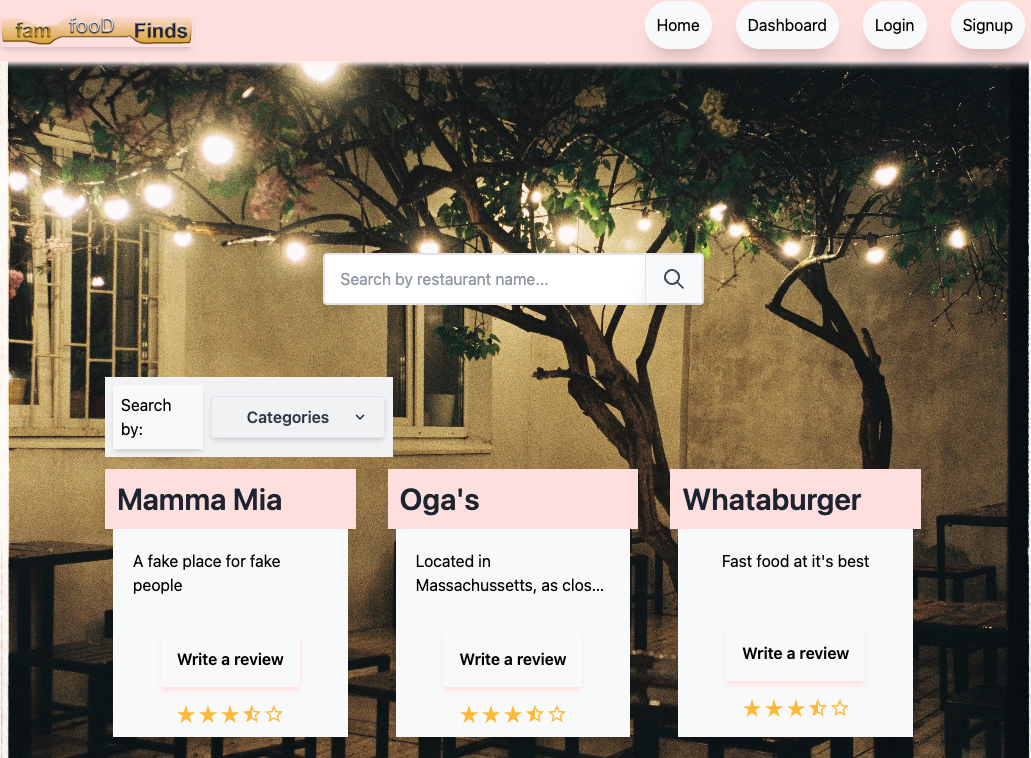 fam fooD Finds
Home
Dashboard
Login
Signup
Search by restaurant name...
Search
by:
Categories
Mamma Mia
Oga's
Whataburger
A fake place for fake
people
Located in
Massachussetts, as clos...
Fast food at it's best
Write a review
Write a review
Write a review